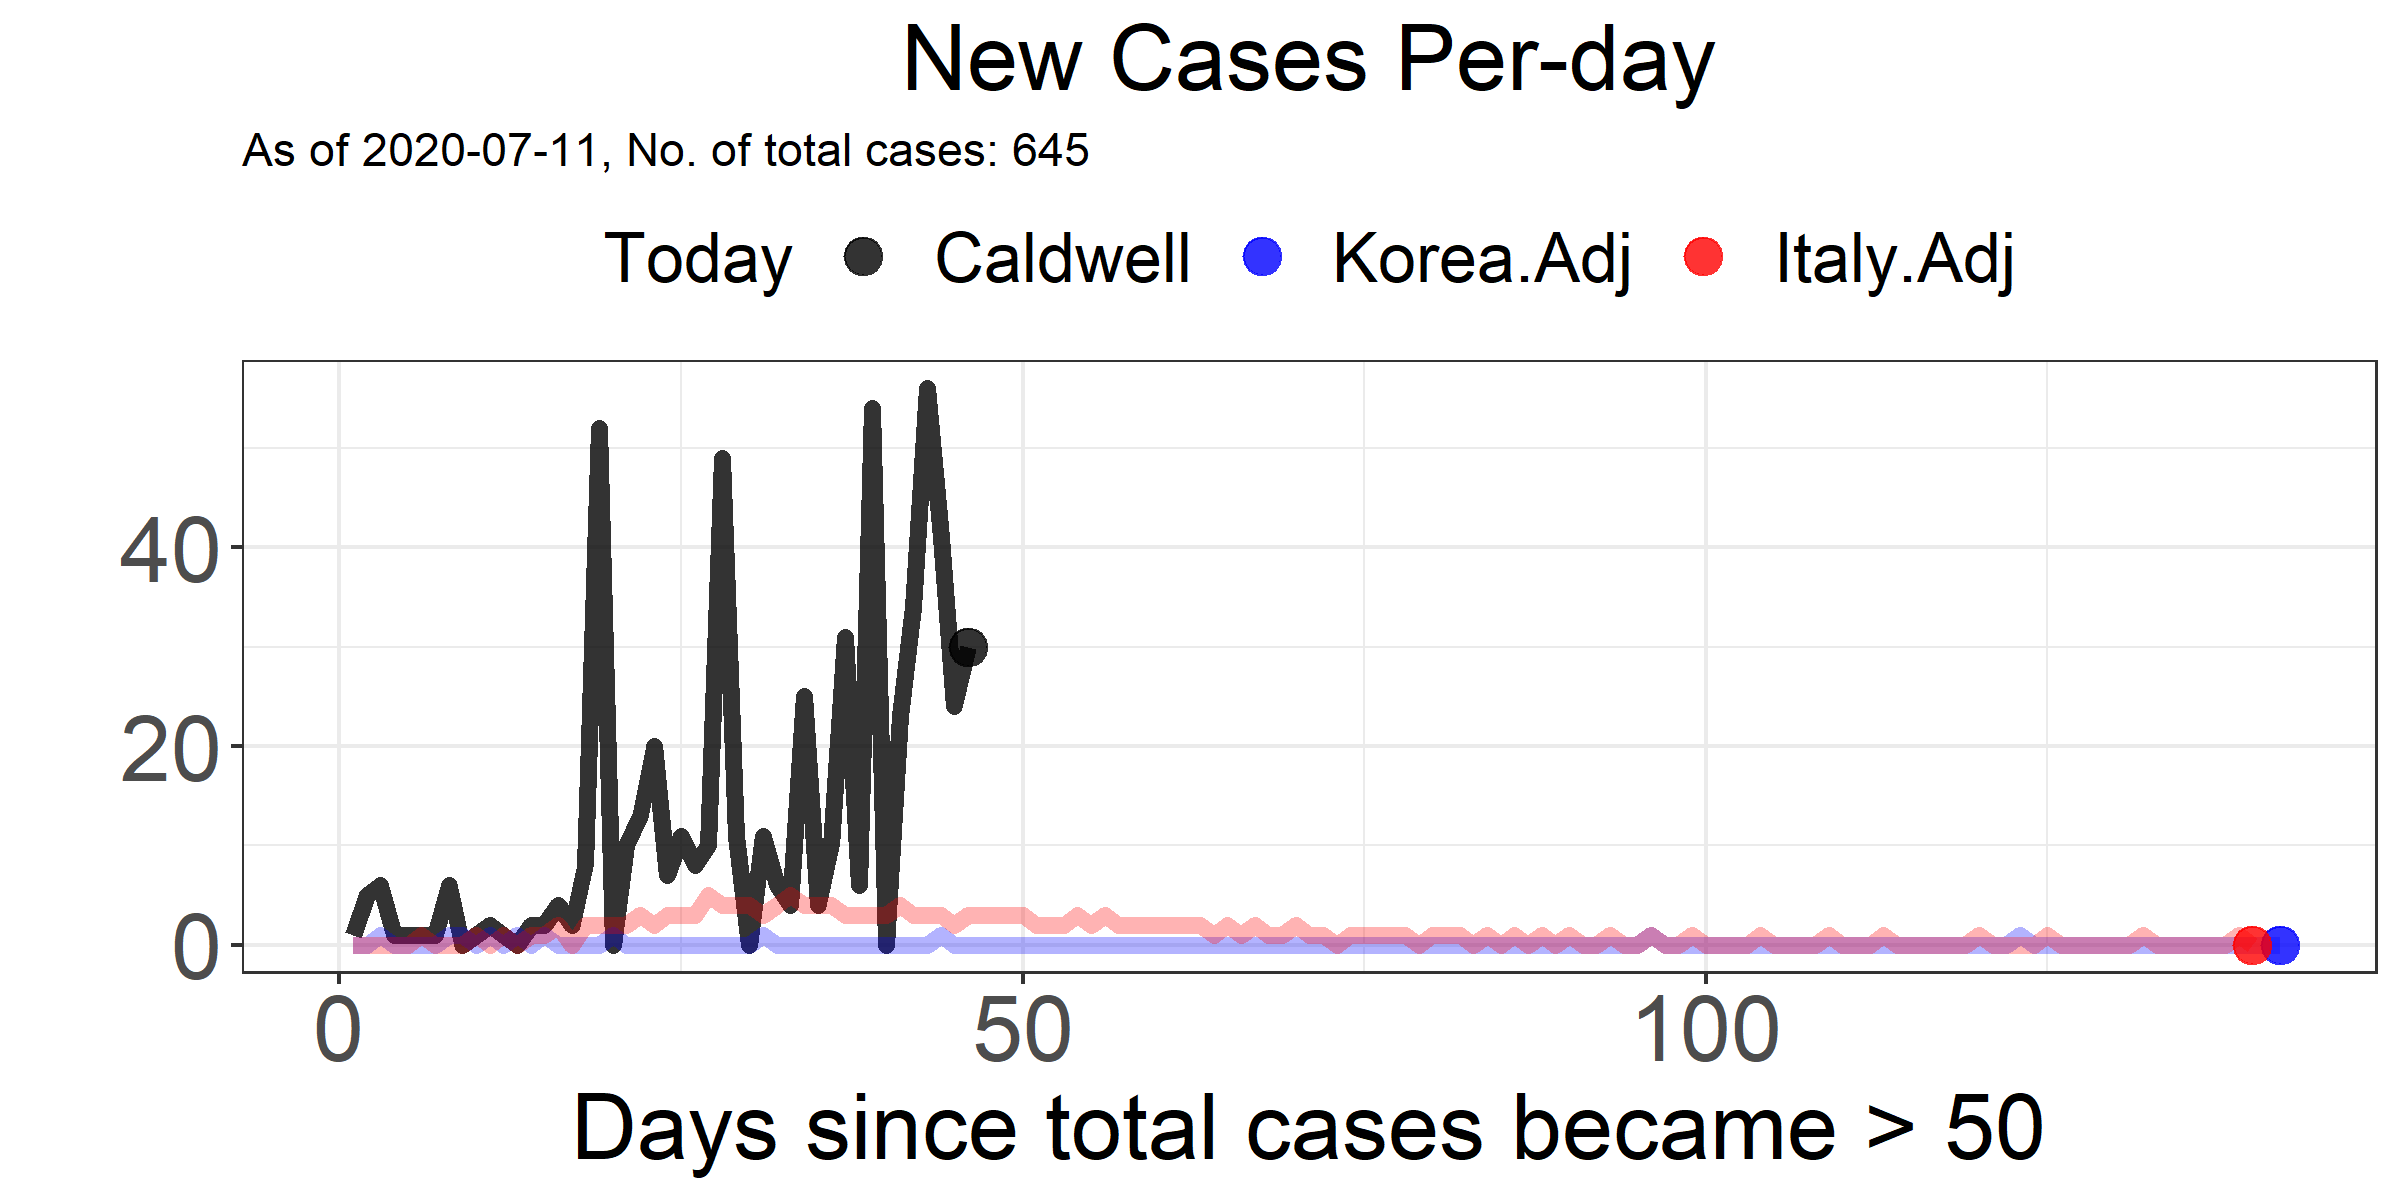 New Cases Per-day
As of 2020-07-11, No. of total cases: 645
Today Caldwell Korea.Adj Italy.Adj
40
20
0
0 50 100
Days since total cases became > 50